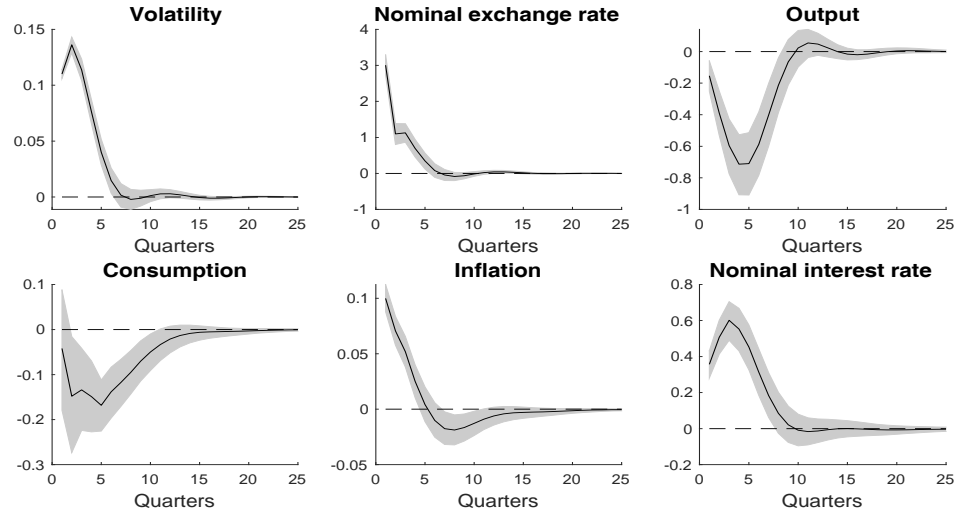 Volatility
0.15
0.1
0.05
0
0 5 10 15 20 25
Quarters
Nominal exchange rate
4
3
2
1
0
-1
0 5 10 15 20 25
Quarters
Output
0
-0.2
-0.4
-0.6
-0.8
-1
0 5 10 15 20 25
Quarters
Consumption
0.1
0
-0.1
-0.2
-0.3
0 5 10 15 20 25
Quarters
Inflation
0.1
0.05
0
-0.05
0 5 10 15 20 25
Quarters
Nominal interest rate
0.8
0.6
0.4
0.2
0
-0.2
0 5 10 15 20 25
Quarters